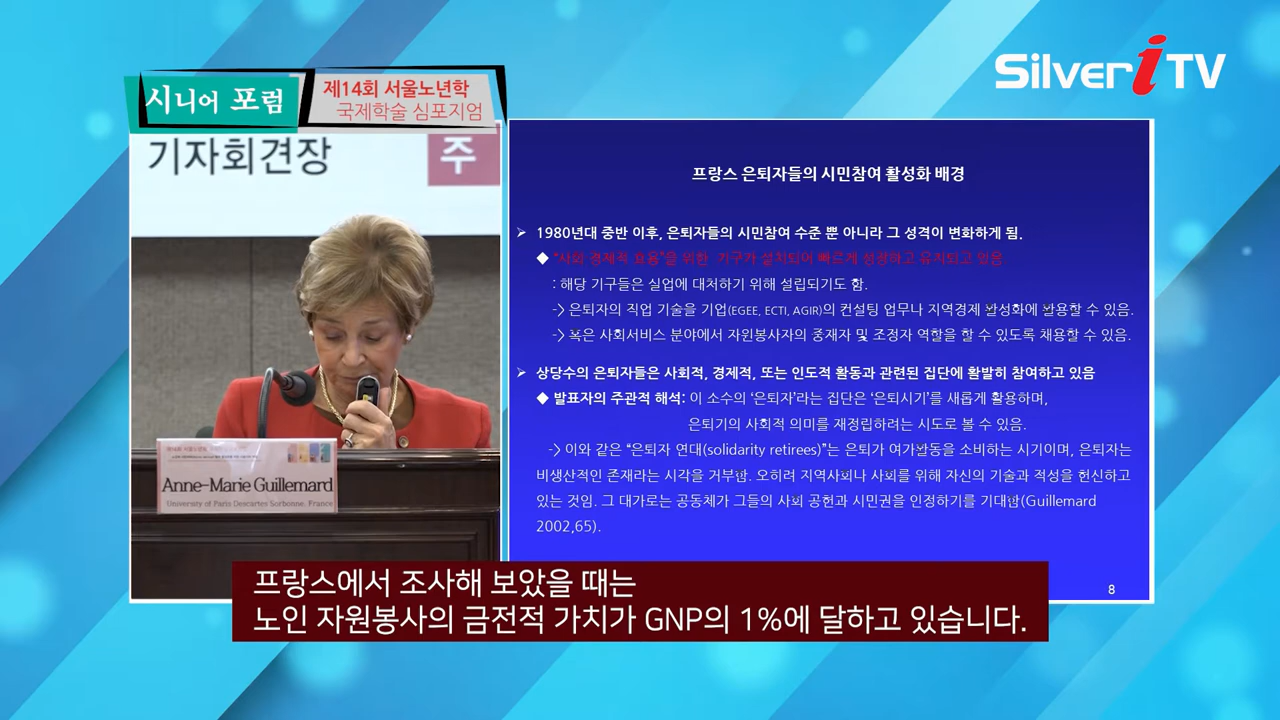 Silver i TV
시니어 포럼
제14회 서울노년학
국제학술 심포지엄
기자회견장
주
Anne-Marie Guillemard
University of Paris Descartes Sorbonne, France
프랑스 은퇴자들의 시민참여 활성화 배경
➢ 1980년대 중반 이후, 은퇴자들의 시민참여 수준 뿐 아니라 그 성격이 변화하게 됨.
◆ “사회 경제적 효용”을 위한 기구가 설치되어 빠르게 성장하고 유지되고 있음
: 해당 기구들은 실업에 대처하기 위해 설립되기도 함.
-> 은퇴자의 직업 기술을 기업(EGEE, ECTI, AGIR)의 컨설팅 업무나 지역경제 활성화에 활용할 수 있음.
-> 혹은 사회서비스 분야에서 자원봉사자의 중재자 및 조정자 역할을 할 수 있도록 채용할 수 있음.
➢ 상당수의 은퇴자들은 사회적, 경제적, 또는 인도적 활동과 관련된 집단에 활발히 참여하고 있음
◆ 발표자의 주관적 해석: 이 소수의 ‘은퇴자’라는 집단은 ‘은퇴시기’를 새롭게 활용하며,
은퇴기의 사회적 의미를 재정립하려는 시도로 볼 수 있음.
-> 이와 같은 “은퇴자 연대(solidarity retirees)”는 은퇴가 여가활동을 소비하는 시기이며, 은퇴자는
비생산적인 존재라는 시각을 거부함. 오히려 지역사회나 사회를 위해 자신의 기술과 적성을 헌신하고
있는 것임. 그 대가로는 공동체가 그들의 사회 공헌과 시민권을 인정하기를 기대함(Guillemard
2002,65).
8
프랑스에서 조사해 보았을 때는
노인 자원봉사의 금전적 가치가 GNP의 1%에 달하고 있습니다.